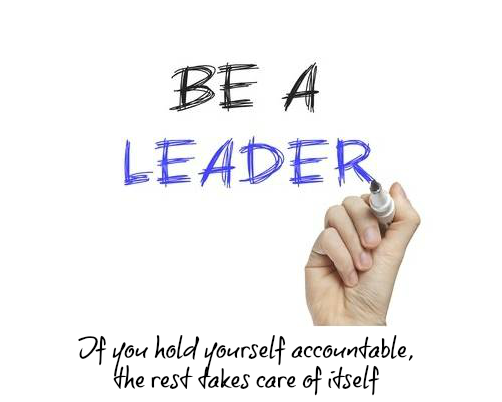 BE A
LEADER
If you hold yourself accountable,
the rest takes care of itself